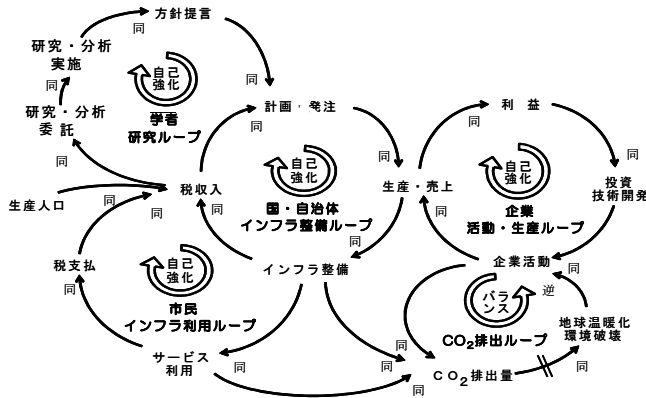 方針提言
同
研究・分析
実施
同
自己
強化
学者
研究ループ
同
研究・分析
委託
同
計画・発注
同
利 益
同
同
同
自己
強化
国・自治体
インフラ整備ループ
自己
強化
企業
活動・生産ループ
投資
技術開発
生産・売上
税収入
生産人口
同
同
同
同
同
税支払
同
自己
強化
市民
インフラ利用ループ
インフラ整備
企業活動
同
バラ
ンス
逆
CO2排出ループ
地球温暖化
環境破壊
サービス
利用
同
同
同
同
CO2排出量
同